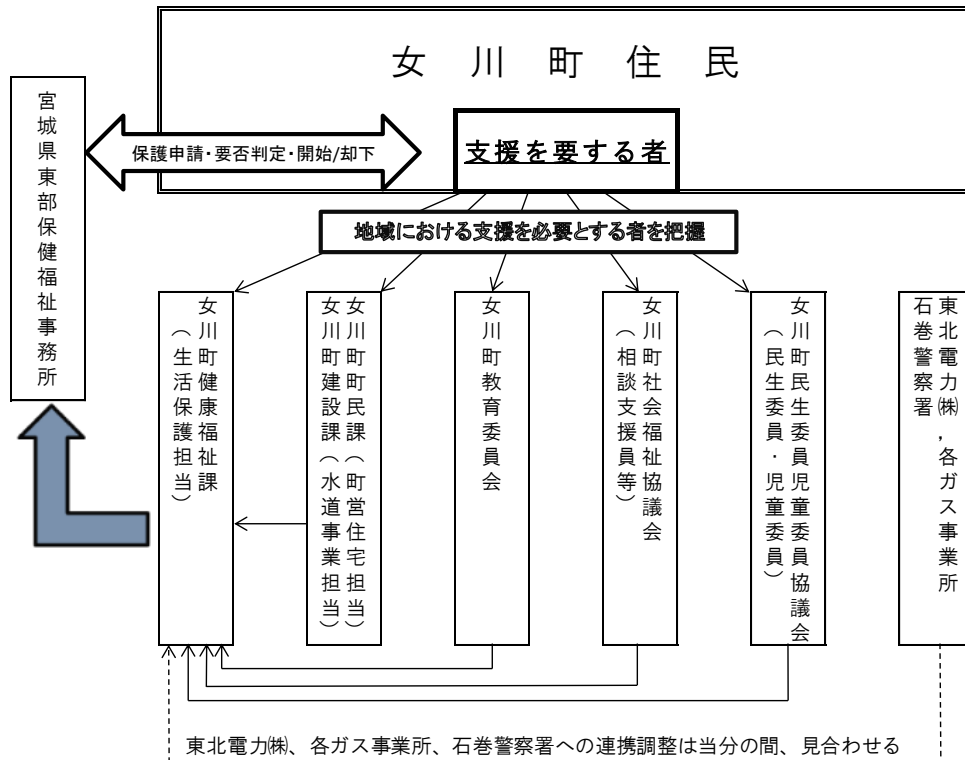 女川町住民
支援を要する者
保護申請・要否判定・開始/却下
宮城県東部保健福祉事務所
地域における支援を必要とする者を把握
女川町健康福祉課
（生活保護担当）
女川町町民課（町営住宅担当）
女川町建設課（水道事業担当）
女川町教育委員会
女川町社会福祉協議会
（相談支援員等）
女川町民生委員児童委員協議会
（民生委員・児童委員）
東北電力㈱，各ガス事業所
石巻警察署
東北電力㈱、各ガス事業所、石巻警察署への連携調整は当分の間、見合わせる